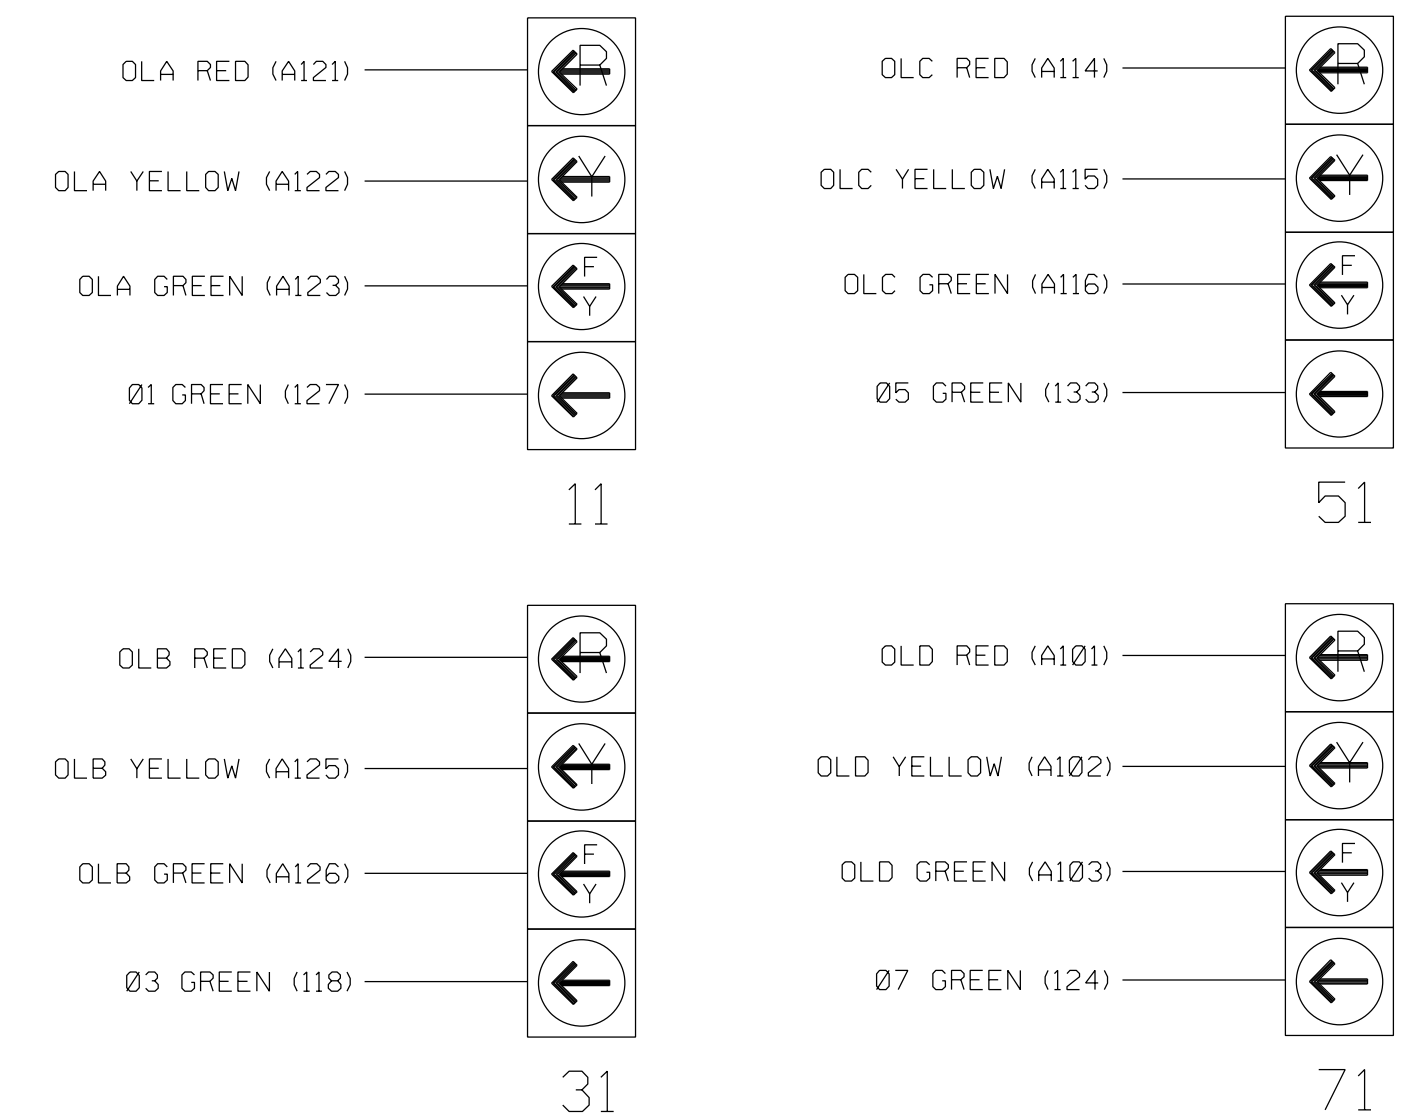 OLA RED (A121)
R
OLA YELLOW (A122)
Y
OLA GREEN (A123)
F
Y
Ø1 GREEN (127)
11
OLC RED (A114)
R
OLC YELLOW (A115)
Y
OLC GREEN (A116)
F
Y
Ø5 GREEN (133)
51
OLB RED (A124)
R
OLB YELLOW (A125)
Y
OLB GREEN (A126)
F
Y
Ø3 GREEN (118)
31
OLD RED (A1Ø1)
R
OLD YELLOW (A1Ø2)
Y
OLD GREEN (A1Ø3)
F
Y
Ø7 GREEN (124)
71